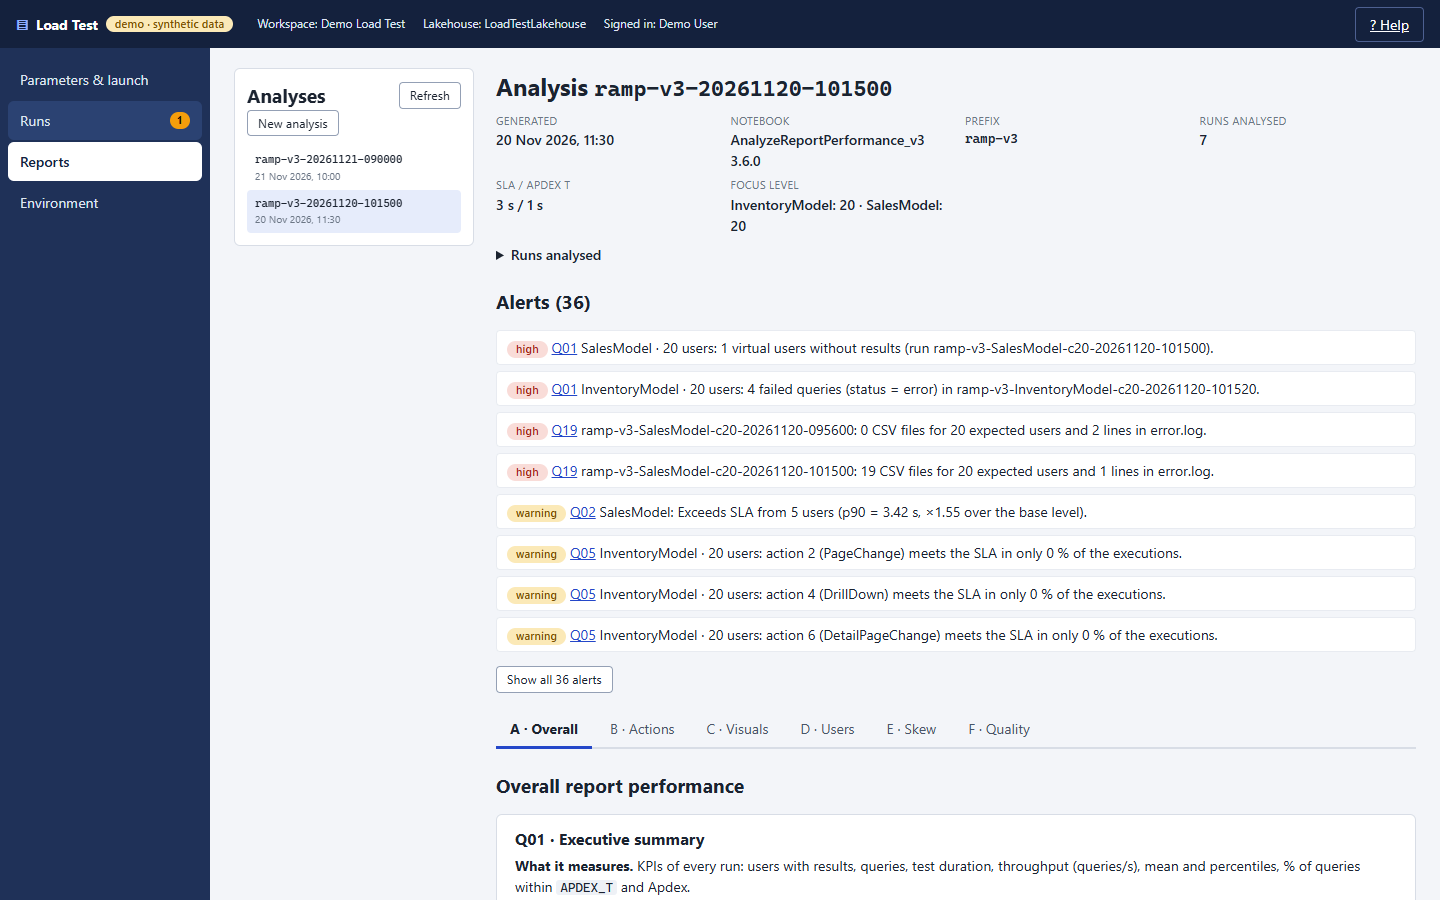 Load Test
demo · synthetic data
Workspace: Demo Load Test
Lakehouse: LoadTestLakehouse
Signed in: Demo User
? Help
Parameters & launch
Runs
1
Reports
Environment
Analyses
Refresh
New analysis
ramp-v3-20261121-090000
21 Nov 2026, 10:00
ramp-v3-20261120-101500
20 Nov 2026, 11:30
Analysis ramp-v3-20261120-101500
GENERATED
20 Nov 2026, 11:30
NOTEBOOK
AnalyzeReportPerformance_v3
3.6.0
PREFIX
ramp-v3
RUNS ANALYSED
7
SLA / APDEX T
3 s / 1 s
FOCUS LEVEL
InventoryModel: 20 · SalesModel:
20
Runs analysed
Alerts (36)
high Q01 SalesModel · 20 users: 1 virtual users without results (run ramp-v3-SalesModel-c20-20261120-101500).
high Q01 InventoryModel · 20 users: 4 failed queries (status = error) in ramp-v3-InventoryModel-c20-20261120-101520.
high Q19 ramp-v3-SalesModel-c20-20261120-095600: 0 CSV files for 20 expected users and 2 lines in error.log.
high Q19 ramp-v3-SalesModel-c20-20261120-101500: 19 CSV files for 20 expected users and 1 lines in error.log.
warning Q02 SalesModel: Exceeds SLA from 5 users (p90 = 3.42 s, ×1.55 over the base level).
warning Q05 InventoryModel · 20 users: action 2 (PageChange) meets the SLA in only 0 % of the executions.
warning Q05 InventoryModel · 20 users: action 4 (DrillDown) meets the SLA in only 0 % of the executions.
warning Q05 InventoryModel · 20 users: action 6 (DetailPageChange) meets the SLA in only 0 % of the executions.
Show all 36 alerts
A · Overall
B · Actions
C · Visuals
D · Users
E · Skew
F · Quality
Overall report performance
Q01 · Executive summary
What it measures. KPIs of every run: users with results, queries, test duration, throughput (queries/s), mean and percentiles, % of queries
within APDEX_T and Apdex.